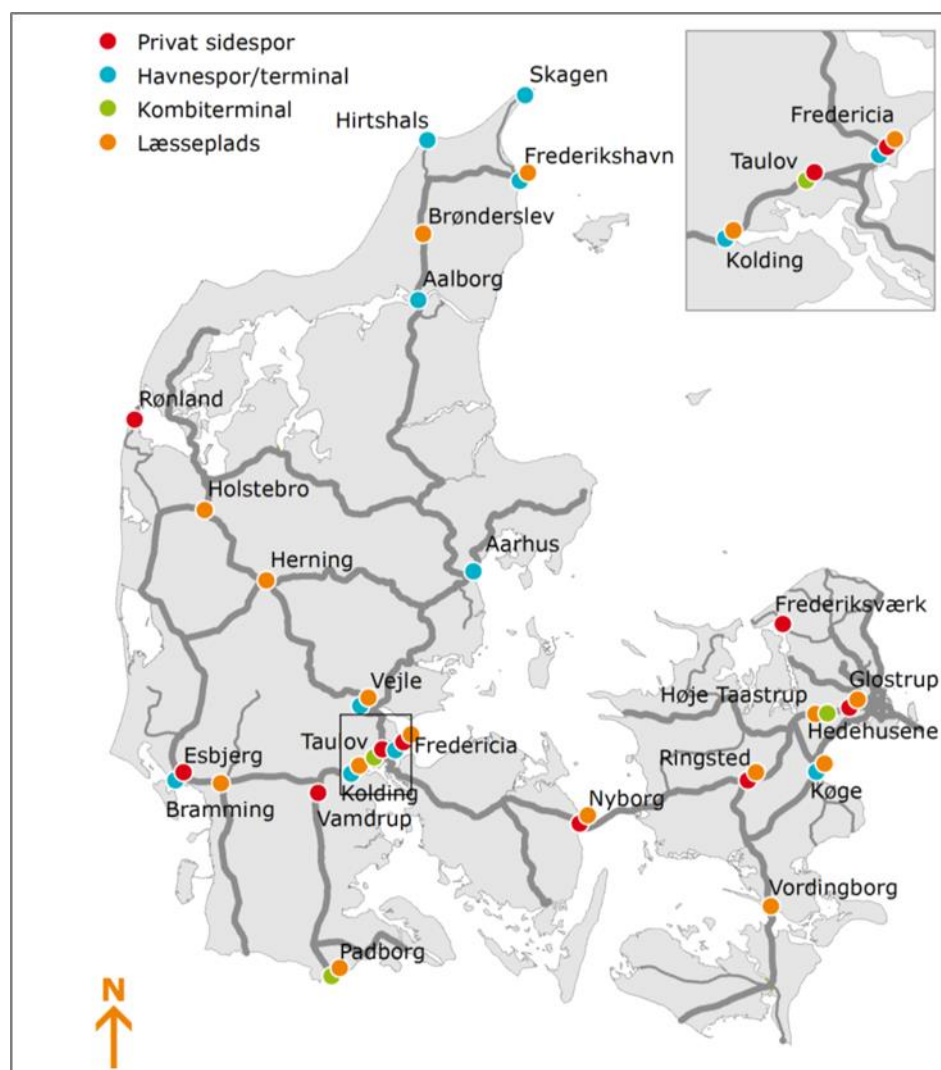 Privat sidespor
Havnespor/terminal
Kombiterminal
Læsseplads
Skagen
Hirtshals
Frederikshavn
Brønderslev
Aalborg
Fredericia
Taulov
Kolding
Rønland
Holstebro
Herning
Aarhus
Frederiksværk
Vejle
Høje Taastrup
Glostrup
Hedehusene
Taulov
Fredericia
Ringsted
Esbjerg
Kolding
Køge
Bramming
Vamdrup
Nyborg
Vordingborg
Padborg
N